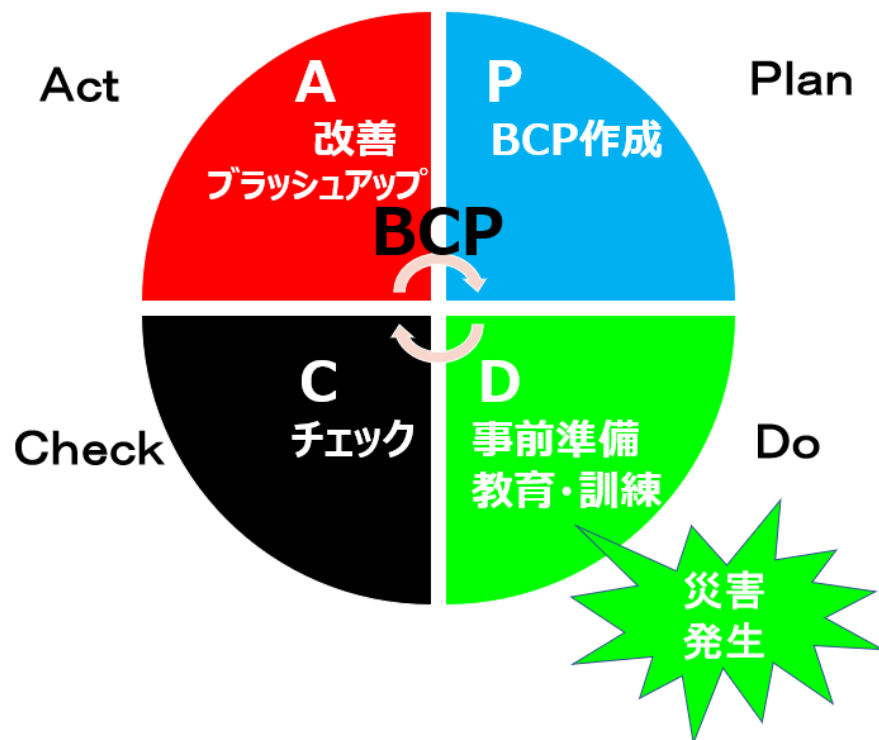 Act
A
改善
ブラッシュアップ
Plan
P
BCP作成
BCP
Check
C
チェック
Do
D
事前準備
教育・訓練
災害
発生